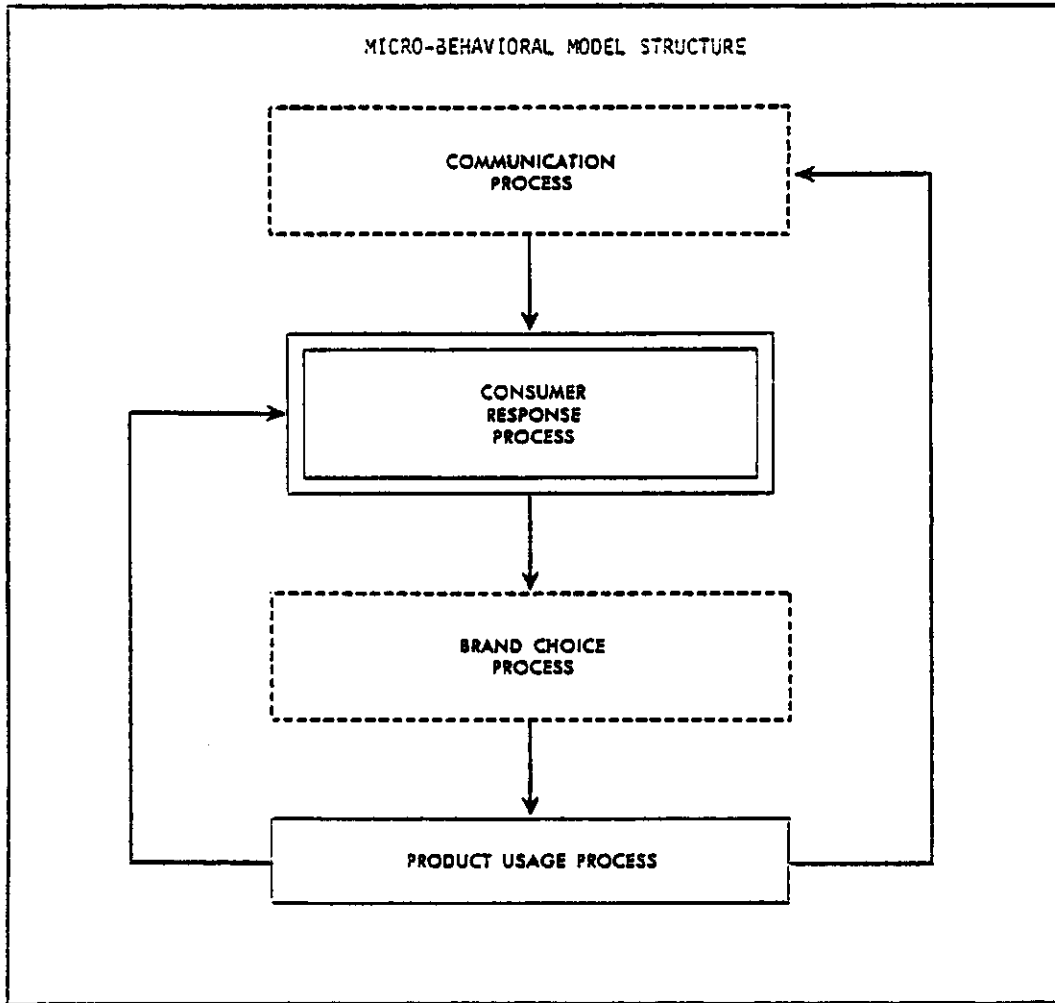 MICRO-BEHAVIORAL MODEL STRUCTURE
COMMUNICATION
PROCESS
CONSUMER
RESPONSE
PROCESS
BRAND CHOICE
PROCESS
PRODUCT USAGE PROCESS